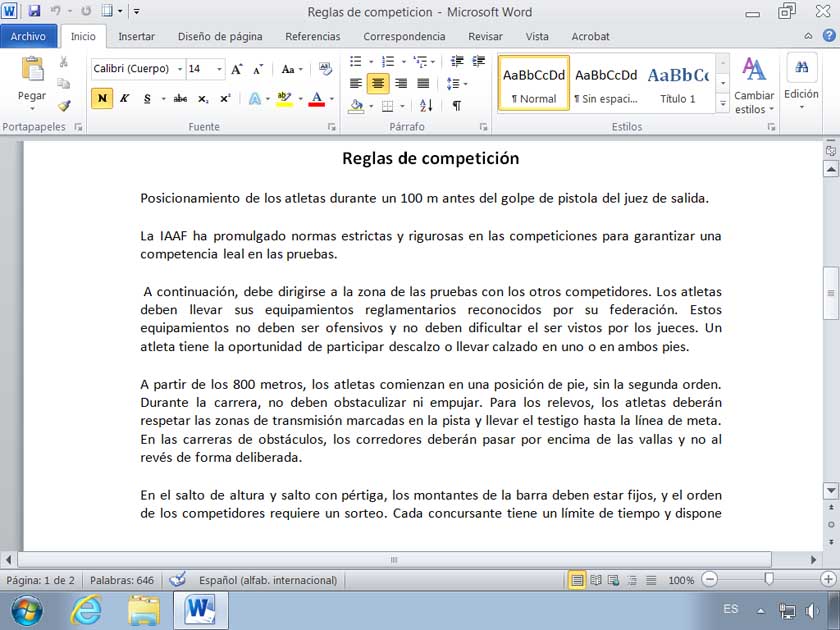 Reglas de competicion - Microsoft Word
Archivo Inicio Insertar Diseño de página Referencias Correspondencia Revisar Vista Acrobat
Calibri (Cuerpo) 14
AaBbCcDd AaBbCcDd AaBbCc
Pegar
N K S abc x₂ x²
¶ Normal ¶ Sin espaci... Título 1
Cambiar estilos
Edición
Portapapeles Fuente Párrafo Estilos
Reglas de competición
Posicionamiento de los atletas durante un 100 m antes del golpe de pistola del juez de salida.
La IAAF ha promulgado normas estrictas y rigurosas en las competiciones para garantizar una
competencia leal en las pruebas.
A continuación, debe dirigirse a la zona de las pruebas con los otros competidores. Los atletas
deben llevar sus equipamientos reglamentarios reconocidos por su federación. Estos
equipamientos no deben ser ofensivos y no deben dificultar el ser vistos por los jueces. Un
atleta tiene la oportunidad de participar descalzo o llevar calzado en uno o en ambos pies.
A partir de los 800 metros, los atletas comienzan en una posición de pie, sin la segunda orden.
Durante la carrera, no deben obstaculizar ni empujar. Para los relevos, los atletas deberán
respetar las zonas de transmisión marcadas en la pista y llevar el testigo hasta la línea de meta.
En las carreras de obstáculos, los corredores deberán pasar por encima de las vallas y no al
revés de forma deliberada.
En el salto de altura y salto con pértiga, los montantes de la barra deben estar fijos, y el orden
de los competidores requiere un sorteo. Cada concursante tiene un límite de tiempo y dispone
Página: 1 de 2 Palabras: 646 Español (alfab. internacional) 100%
ES